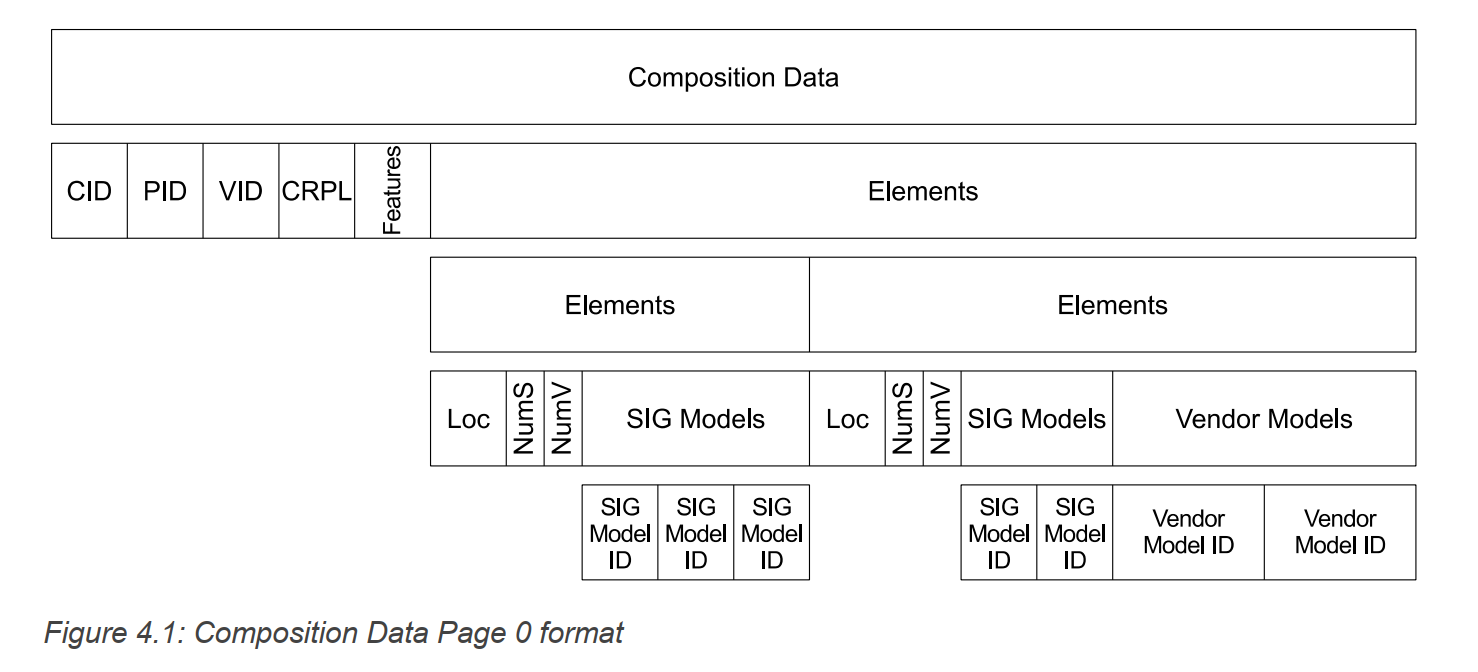 Composition Data
CID PID VID CRPL Features Elements
Elements Elements
Loc NumS NumV SIG Models Loc NumS NumV SIG Models Vendor Models
SIG Model ID SIG Model ID SIG Model ID SIG Model ID SIG Model ID Vendor Model ID Vendor Model ID
Figure 4.1: Composition Data Page 0 format